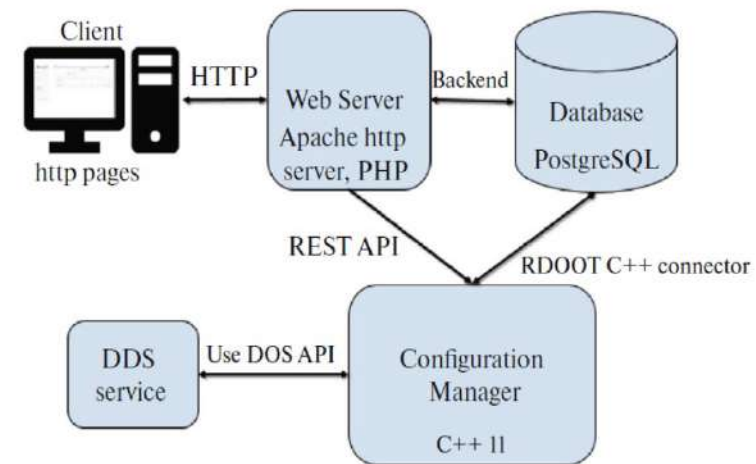 Client
HTTP
http pages
Web Server
Apache http
server, PHP
Backend
Database
PostgreSQL
REST API
RDOOT C++ connector
DDS
service
Use DOS API
Configuration
Manager
C++ ll